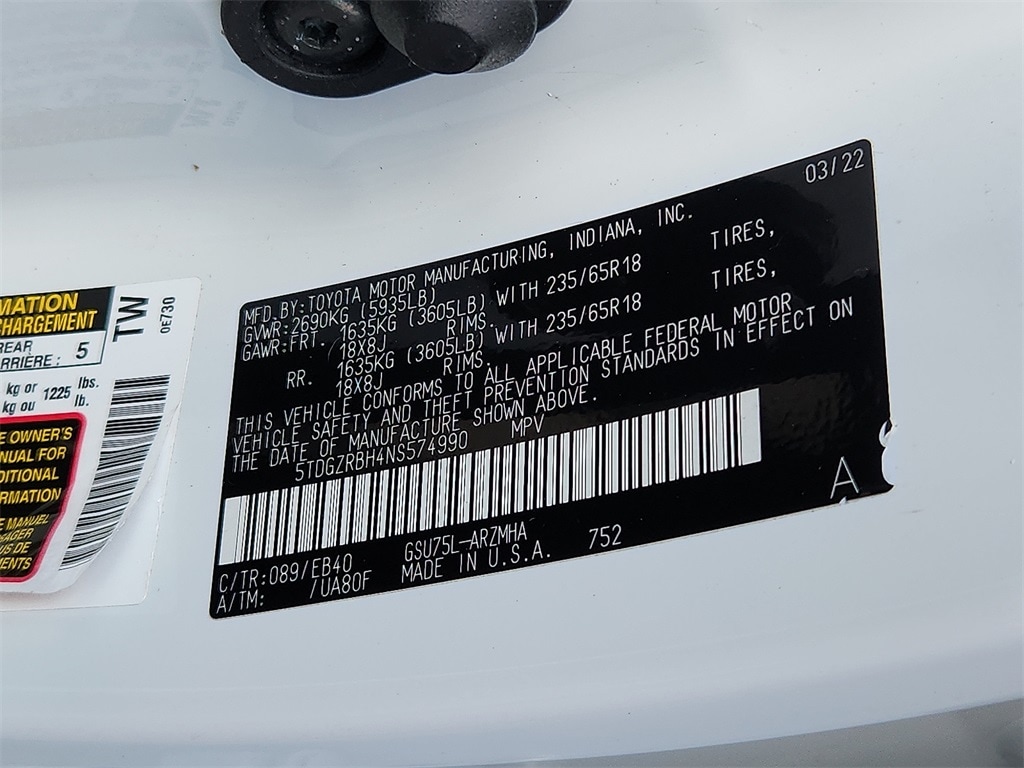 03/22
MFD.BY:TOYOTA MOTOR MANUFACTURING, INDIANA, INC.
GVWR:2690KG (5935LB)
GAWR:FRT. 1635KG (3605LB) WITH 235/65R18 TIRES,
18X8J RIMS.
RR. 1635KG (3605LB) WITH 235/65R18 TIRES,
18X8J RIMS.
THIS VEHICLE CONFORMS TO ALL APPLICABLE FEDERAL MOTOR
VEHICLE SAFETY AND THEFT PREVENTION STANDARDS IN EFFECT ON
THE DATE OF MANUFACTURE SHOWN ABOVE.
5TDGZRBH4NS574990 MPV
A
C/TR:089/EB40 GSU75L-ARZMHA 752
A/TM: /UA80F MADE IN U.S.A.
MATION
CHARGEMENT
REAR
ARRIÈRE: 5
kg or 1225 lbs.
kg ou lb.
OWNER'S
FOR
TW
0E730